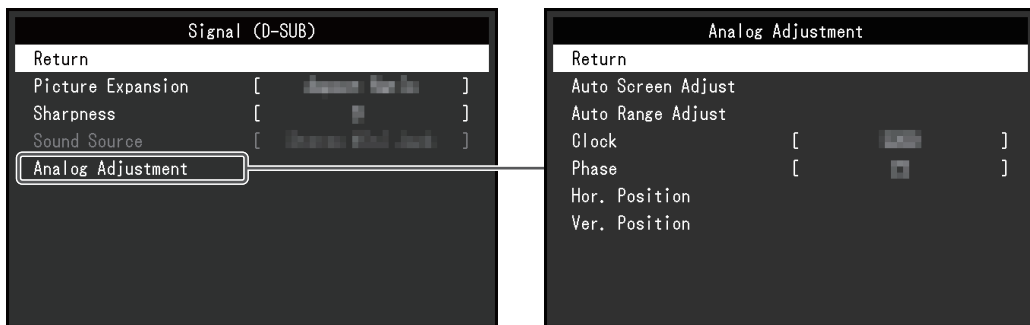 Signal (D-SUB)
Return
Picture Expansion [ ]
Sharpness [ ]
Sound Source [ ]
Analog Adjustment
Analog Adjustment
Return
Auto Screen Adjust
Auto Range Adjust
Clock [ ]
Phase [ ]
Hor. Position
Ver. Position